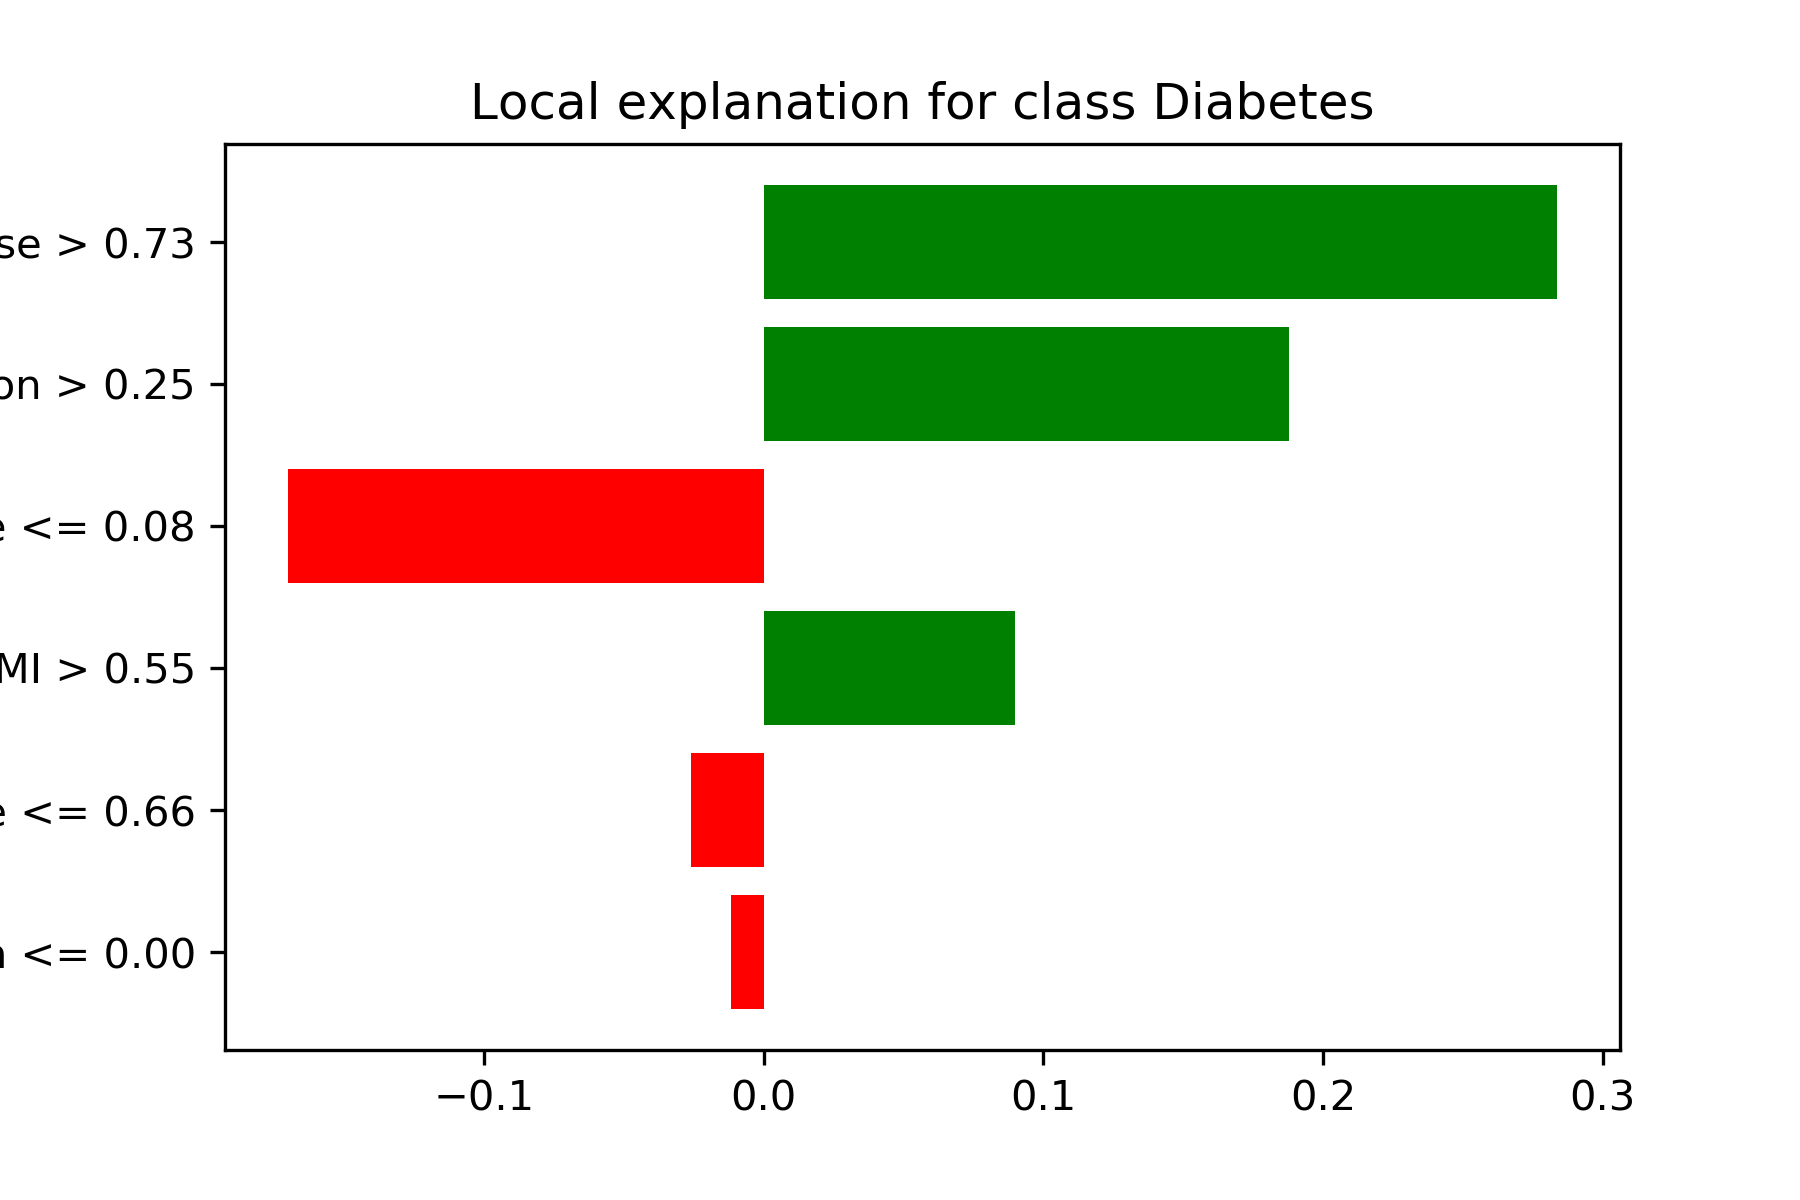 Local explanation for class Diabetes
se > 0.73
on > 0.25
e <= 0.08
MI > 0.55
e <= 0.66
n <= 0.00
−0.1 0.0 0.1 0.2 0.3